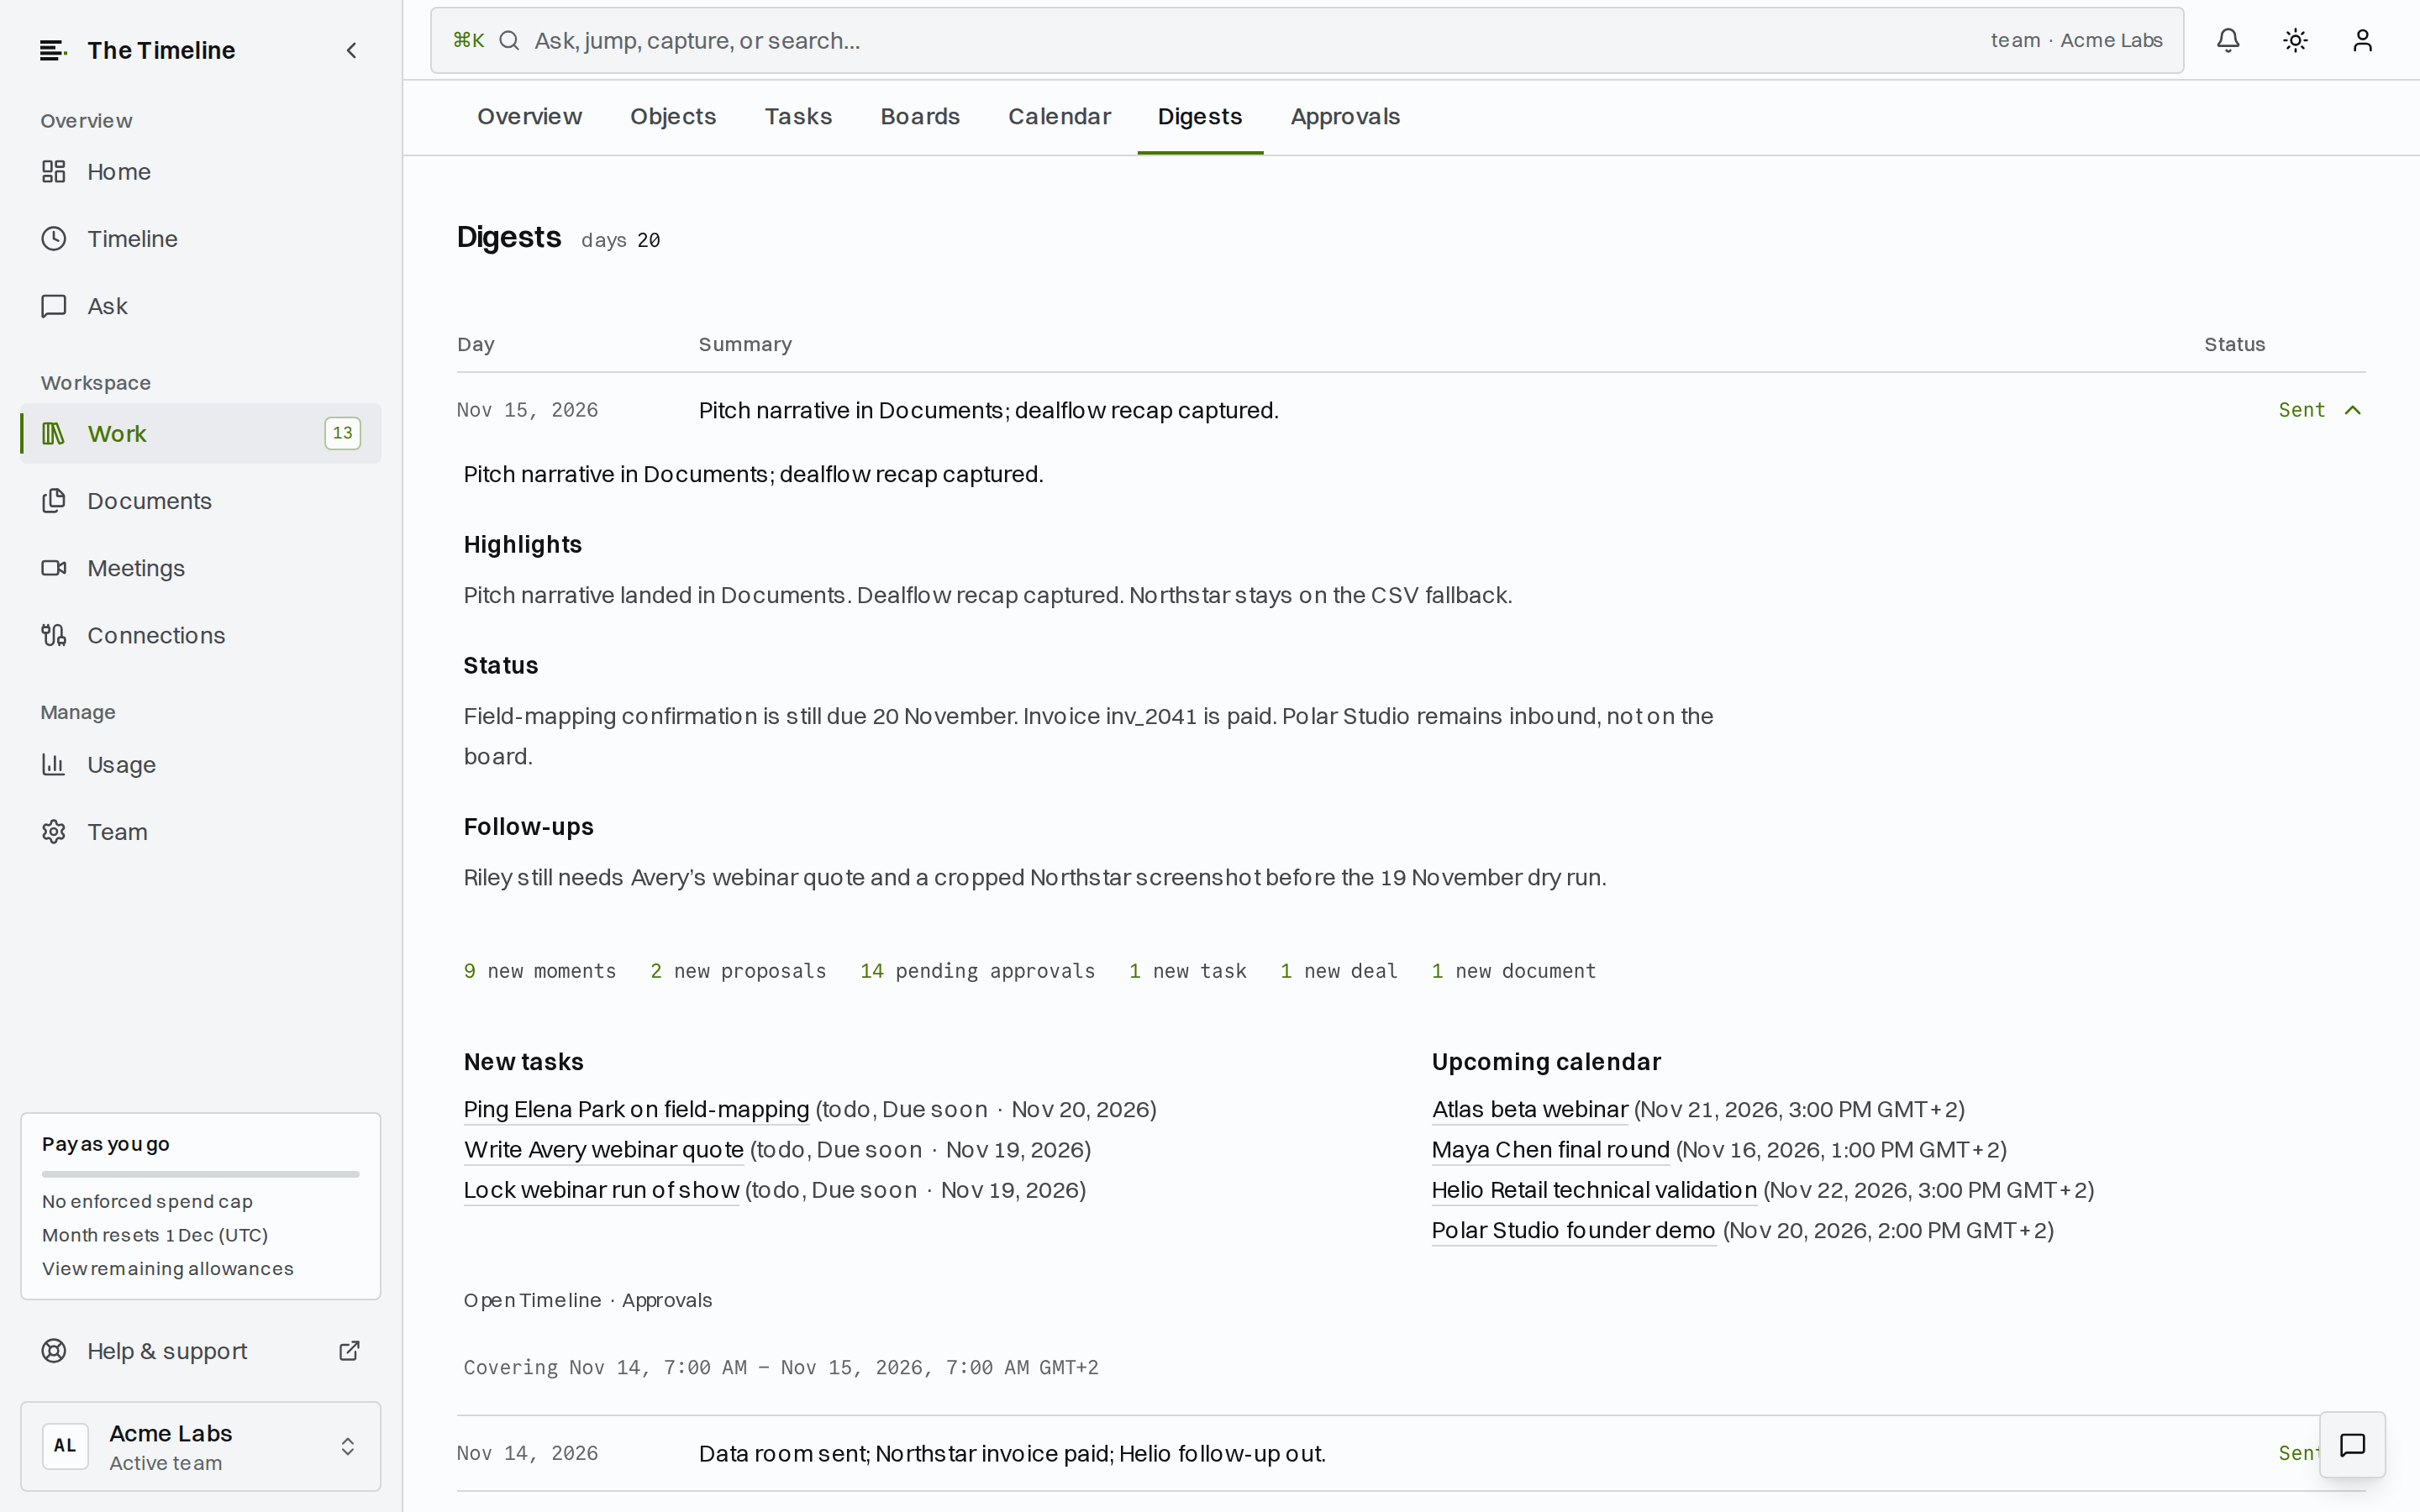 The Timeline
Overview
Home
Timeline
Ask
Workspace
Work 13
Documents
Meetings
Connections
Manage
Usage
Team
Pay as you go
No enforced spend cap
Month resets 1 Dec (UTC)
View remaining allowances
Help & support
AL Acme Labs
Active team
⌘K Ask, jump, capture, or search... team · Acme Labs
Overview Objects Tasks Boards Calendar Digests Approvals
Digests days 20
Day Summary Status
Nov 15, 2026 Pitch narrative in Documents; dealflow recap captured. Sent
Pitch narrative in Documents; dealflow recap captured.
Highlights
Pitch narrative landed in Documents. Dealflow recap captured. Northstar stays on the CSV fallback.
Status
Field-mapping confirmation is still due 20 November. Invoice inv_2041 is paid. Polar Studio remains inbound, not on the
board.
Follow-ups
Riley still needs Avery’s webinar quote and a cropped Northstar screenshot before the 19 November dry run.
9 new moments 2 new proposals 14 pending approvals 1 new task 1 new deal 1 new document
New tasks
Ping Elena Park on field-mapping (todo, Due soon · Nov 20, 2026)
Write Avery webinar quote (todo, Due soon · Nov 19, 2026)
Lock webinar run of show (todo, Due soon · Nov 19, 2026)
Upcoming calendar
Atlas beta webinar (Nov 21, 2026, 3:00 PM GMT+2)
Maya Chen final round (Nov 16, 2026, 1:00 PM GMT+2)
Helio Retail technical validation (Nov 22, 2026, 3:00 PM GMT+2)
Polar Studio founder demo (Nov 20, 2026, 2:00 PM GMT+2)
Open Timeline · Approvals
Covering Nov 14, 7:00 AM – Nov 15, 2026, 7:00 AM GMT+2
Nov 14, 2026 Data room sent; Northstar invoice paid; Helio follow-up out. Sent